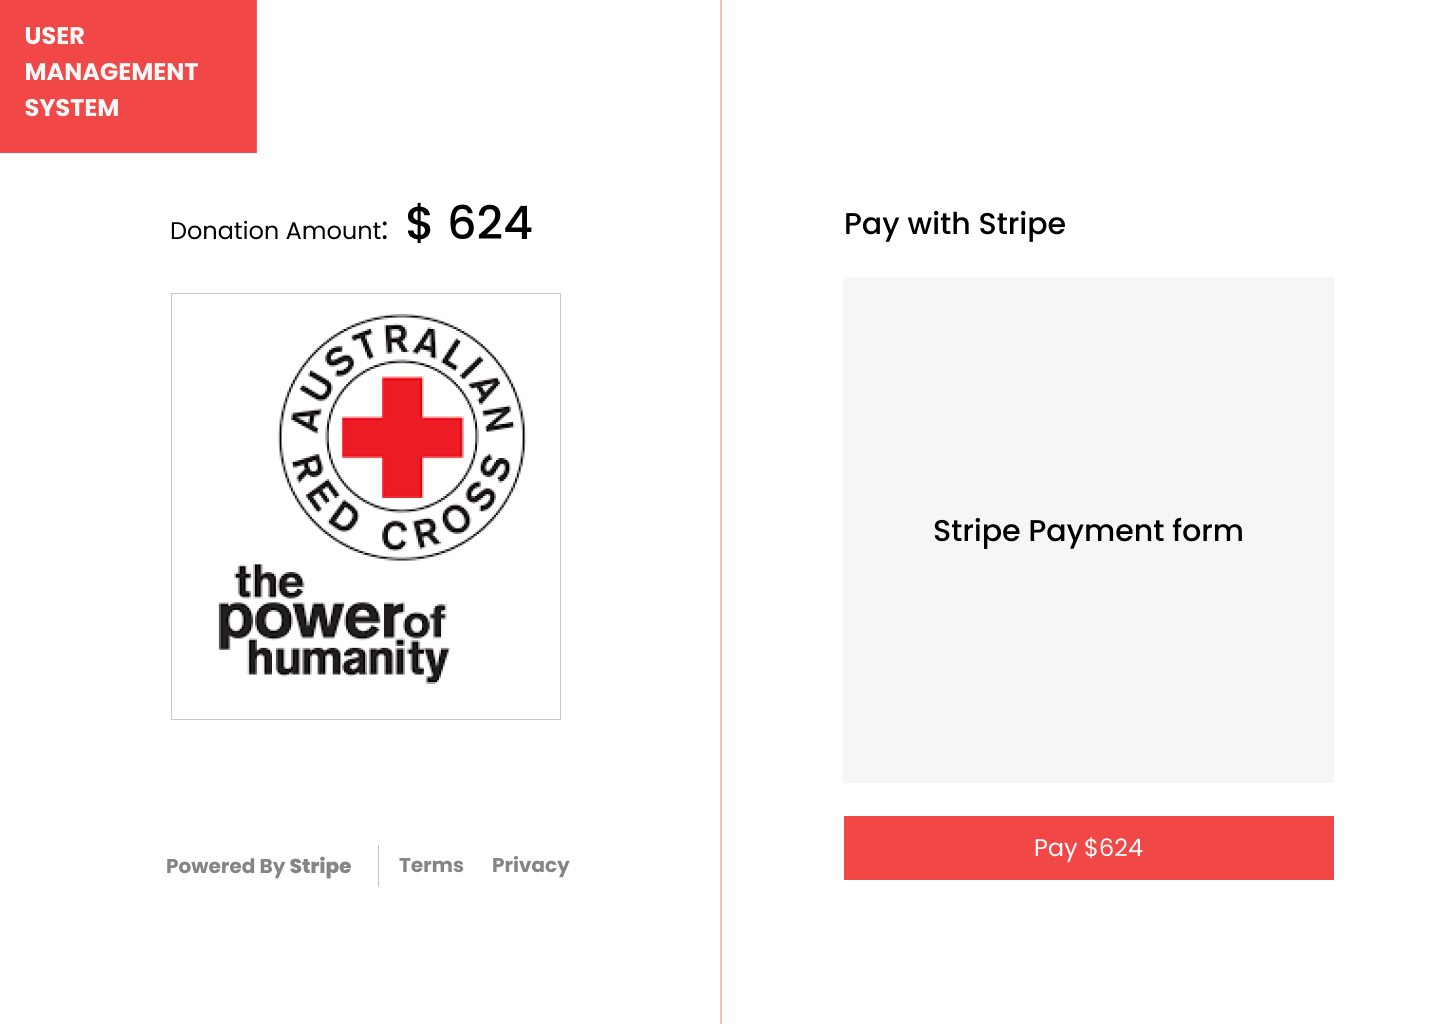 USER
MANAGEMENT
SYSTEM
Donation Amount: $ 624
AUSTRALIAN
RED CROSS
the
power of
humanity
Powered By Stripe
Terms
Privacy
Pay with Stripe
Stripe Payment form
Pay $624